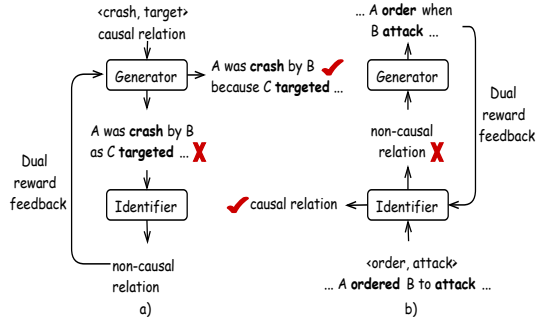 <crash, target>
causal relation
Generator
A was crash by B
because C targeted ...
A was crash by B
as C targeted ...
Dual
reward
feedback
Identifier
non-causal
relation
a)
... A order when
B attack ...
Generator
Dual
reward
feedback
non-causal
relation
causal relation
Identifier
<order, attack>
... A ordered B to attack ...
b)